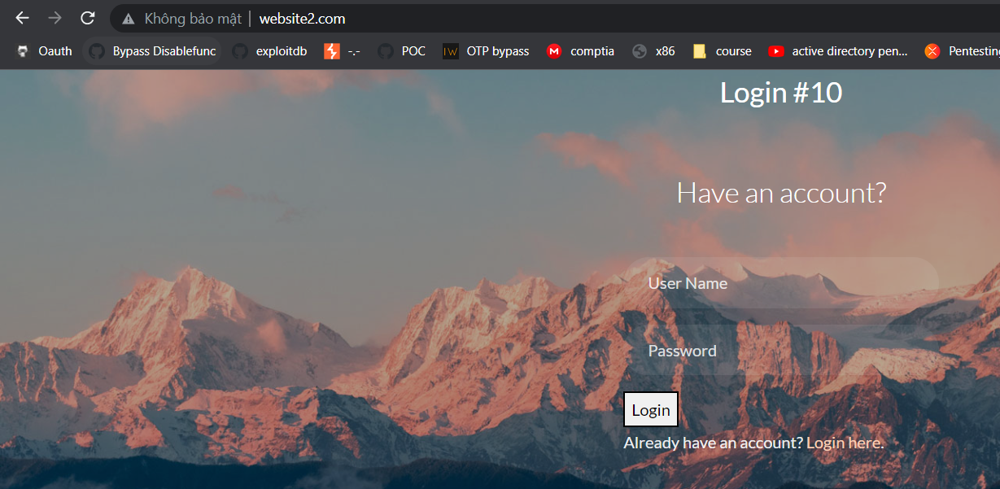 Không bảo mật | website2.com
Oauth Bypass Disablefunc exploitdb -.- POC IW OTP bypass M comptia x86 course active directory pen... Pentesting
Login #10
Have an account?
User Name
Password
Login
Already have an account? Login here.